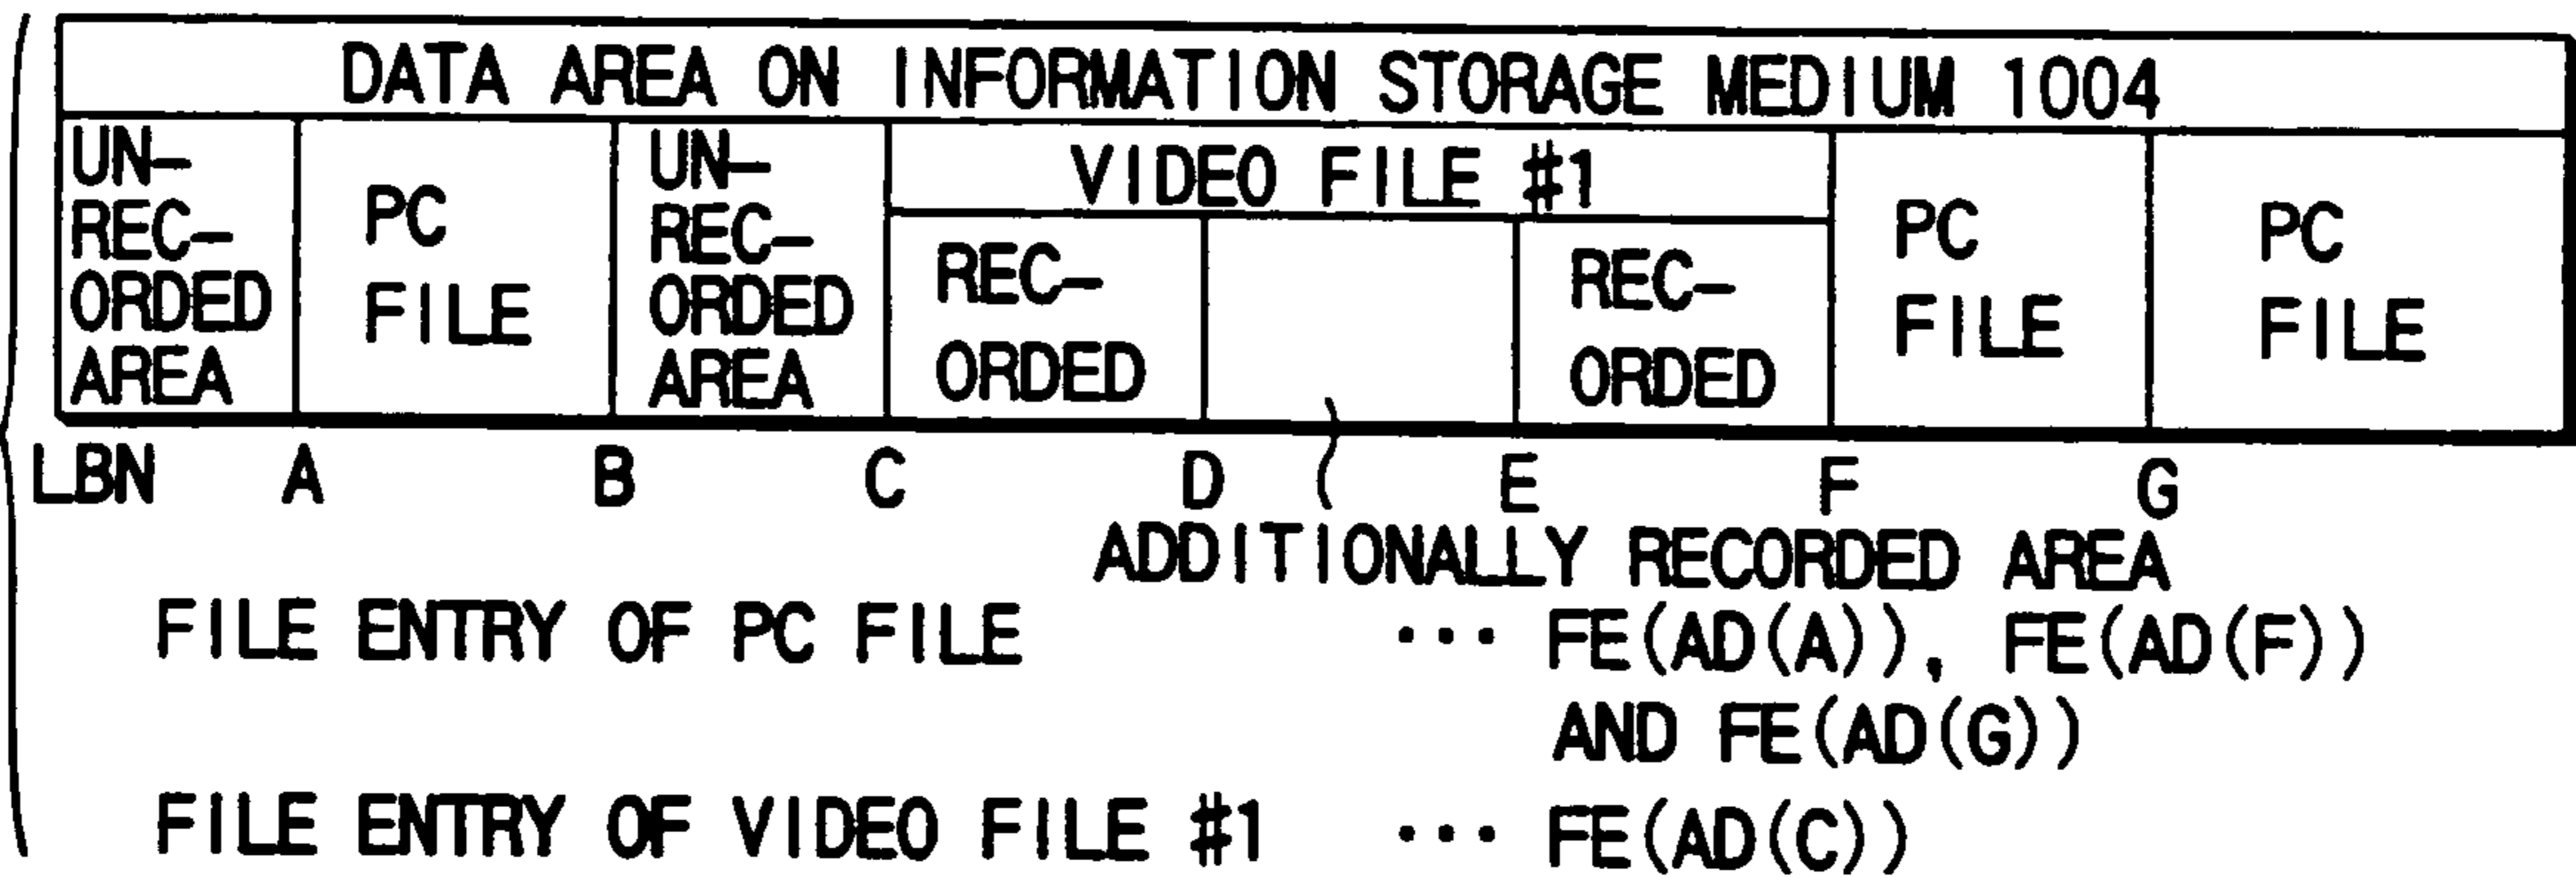 DATA AREA ON INFORMATION STORAGE MEDIUM 1004
UN-
REC-
ORDED
AREA
PC
FILE
UN-
REC-
ORDED
AREA
VIDEO FILE #1
REC-
ORDED
REC-
ORDED
PC
FILE
PC
FILE
LBN A B C D E F G
ADDITIONALLY RECORDED AREA
FILE ENTRY OF PC FILE ... FE(AD(A)), FE(AD(F))
AND FE(AD(G))
FILE ENTRY OF VIDEO FILE #1 ... FE(AD(C))